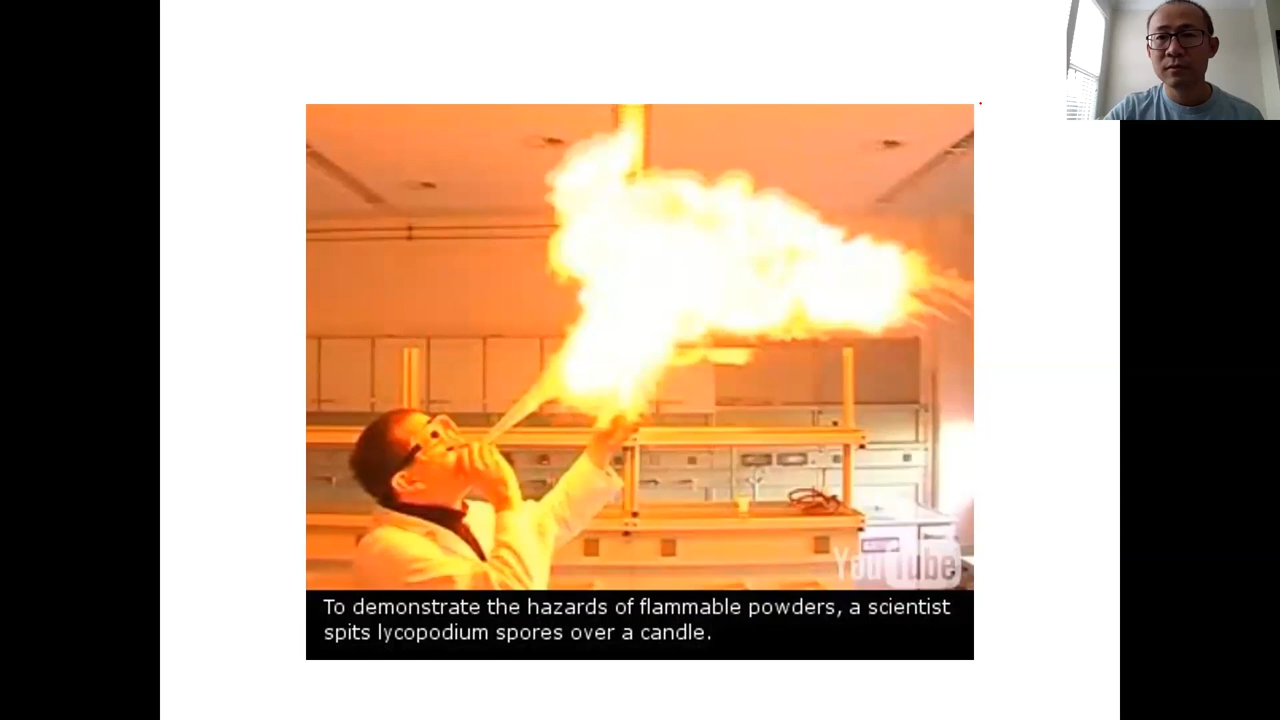 YouTube
To demonstrate the hazards of flammable powders, a scientist
spits lycopodium spores over a candle.